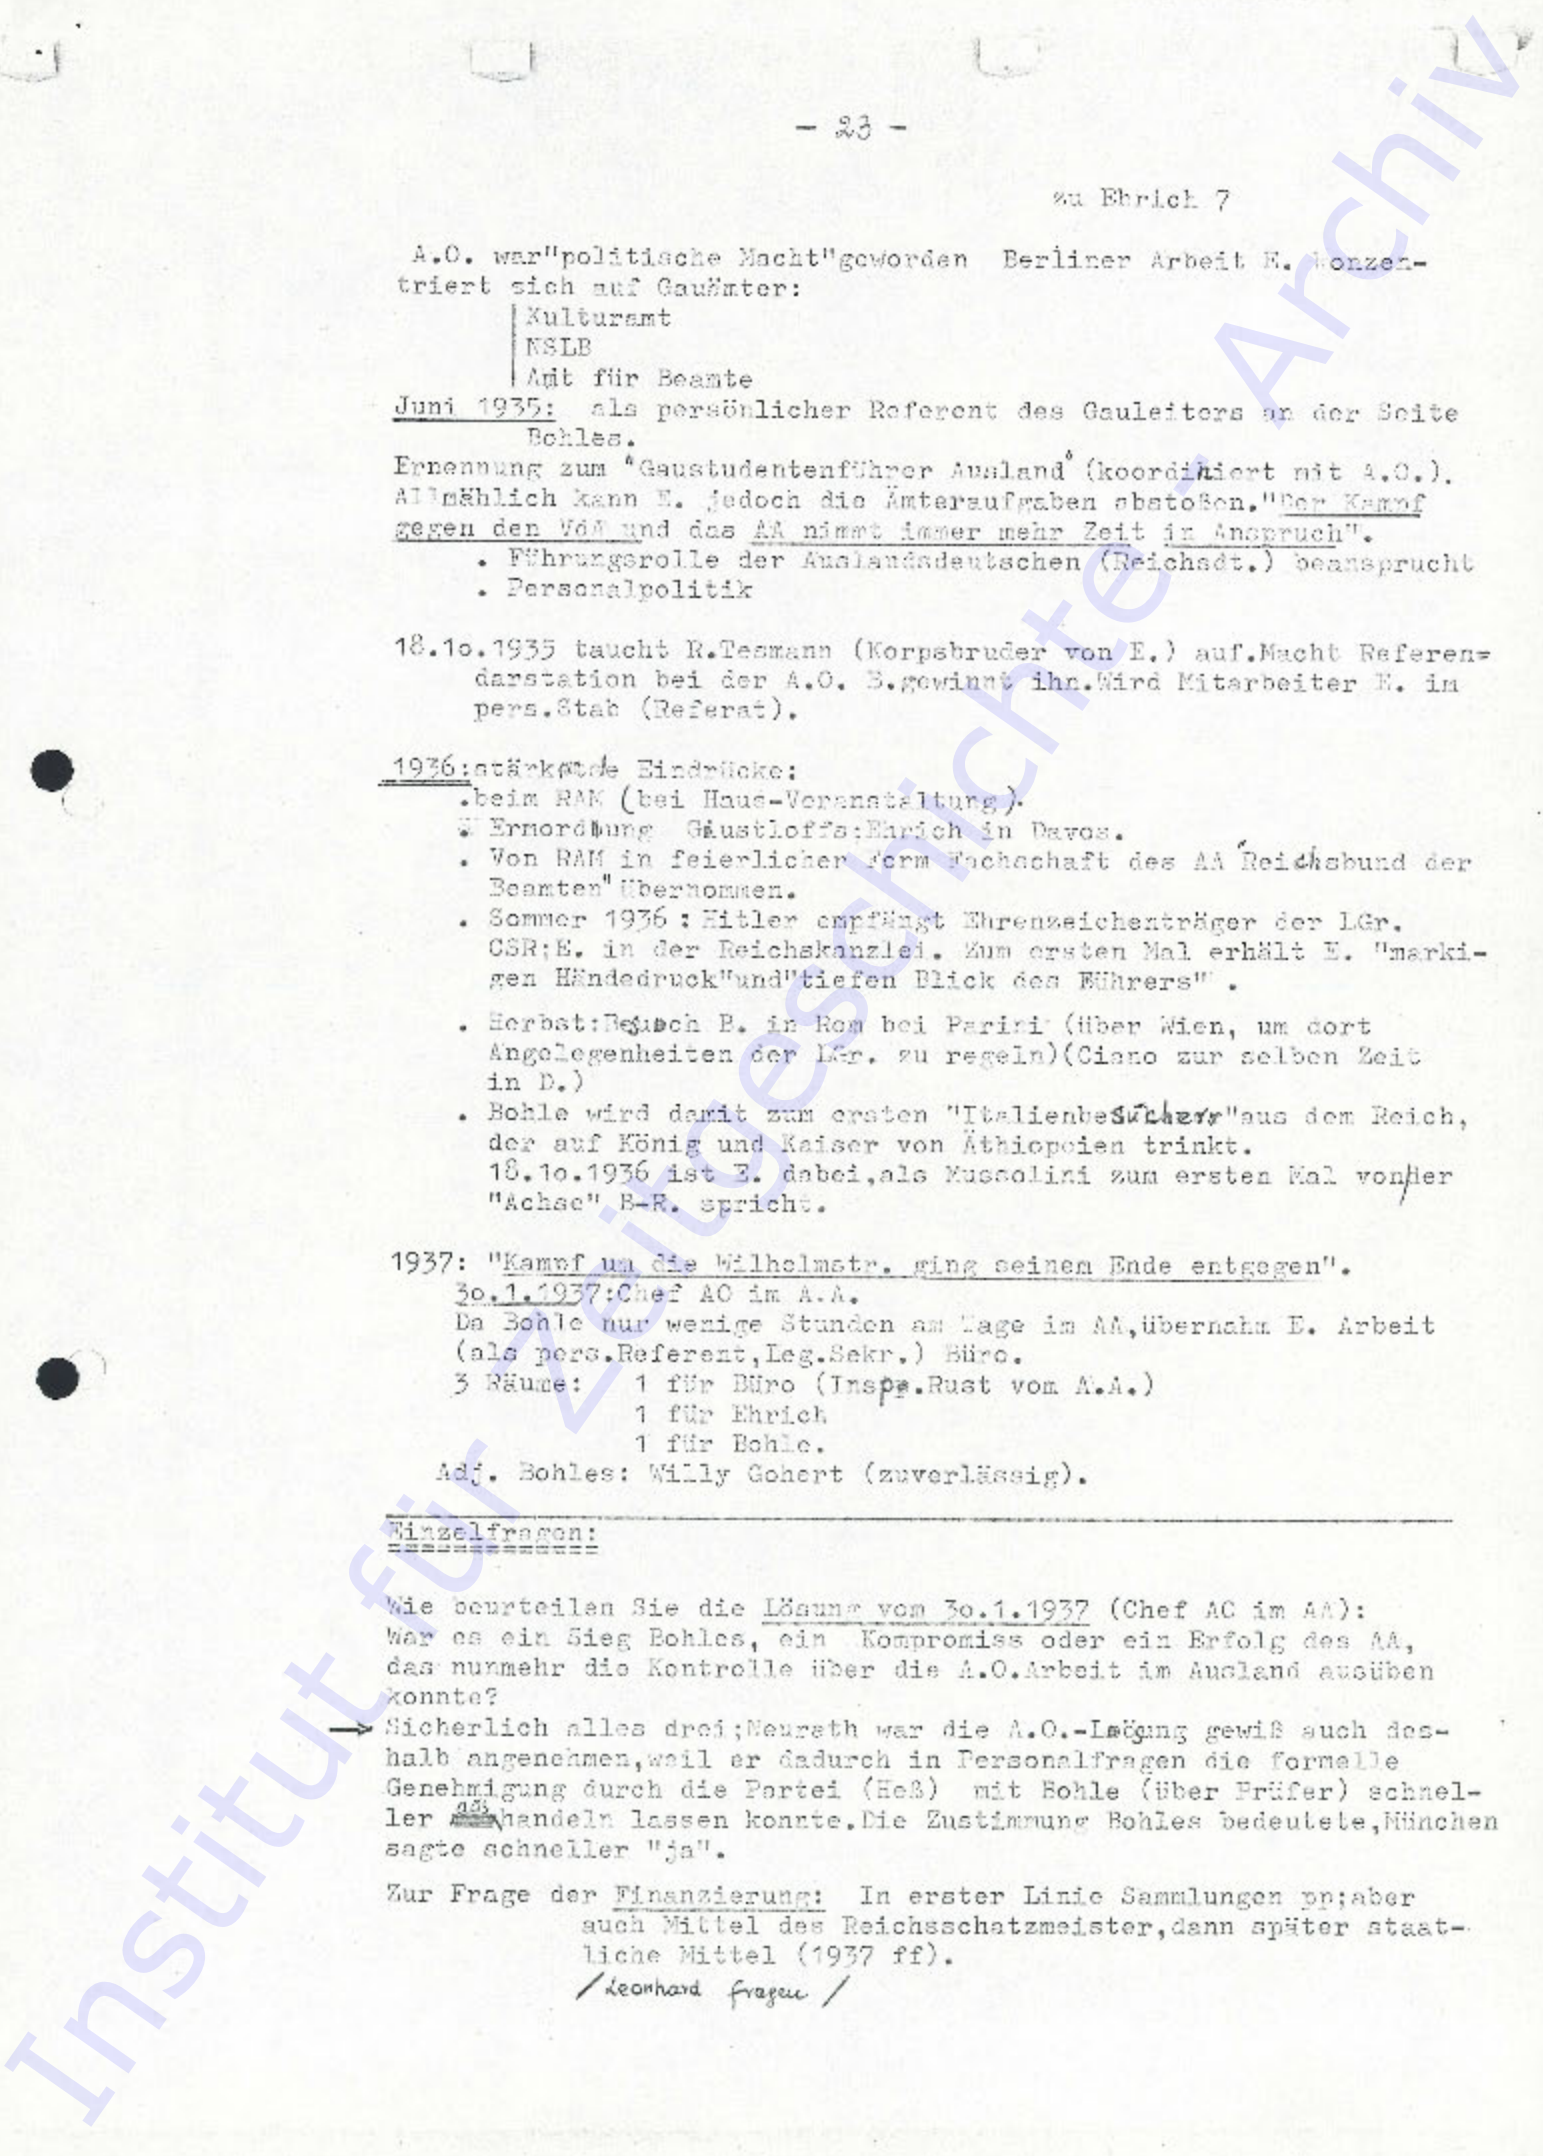 - 23 -
zu Ehrich 7
A.O. war"politische Macht"geworden Berliner Arbeit E. konzen-
triert sich auf Gauämter:
Kulturamt
NSLB
Amt für Beamte
Juni 1935: als persönlicher Referent des Gauleiters an der Seite
Bohles.
Ernennung zum "Gaustudentenführer Ausland" (koordiniert mit A.O.).
Allmählich kann E. jedoch die Ämteraufgaben abstoßen."Der Kampf
gegen den VdA und das AA nimmt immer mehr Zeit in Anspruch".
. Führungsrolle der Auslandsdeutschen (Reichsdt.) beansprucht
. Personalpolitik
18.10.1935 taucht R.Tesmann (Korpsbruder von E.) auf.Macht Referen=
darstation bei der A.O. B.gewinnt ihn.Wird Mitarbeiter E. im
pers.Stab (Referat).
1936:stärkste Eindrücke:
.beim RAM (bei Haus-Veranstaltung).
. Ermordung Gustloffs:Ehrich in Davos.
. Von RAM in feierlicher Form Fachschaft des AA "Reichsbund der
Beamten" übernommen.
. Sommer 1936 : Hitler empfängt Ehrenzeichenträger der LGr.
CSR;E. in der Reichskanzlei. Zum ersten Mal erhält E. "marki-
gen Händedruck"und"tiefen Blick des Führers" .
. Herbst:Besuch B. in Rom bei Parini (über Wien, um dort
Angelegenheiten der LGr. zu regeln)(Ciano zur selben Zeit
in D.)
. Bohle wird damit zum ersten "Italienbesucher"aus dem Reich,
der auf König und Kaiser von Äthiopeien trinkt.
18.10.1936 ist E. dabei,als Mussolini zum ersten Mal von der
"Achse" B-R. spricht.
1937: "Kampf um die Wilhelmstr. ging seinem Ende entgegen".
30.1.1937:Chef AO im A.A.
Da Bohle nur wenige Stunden am Tage im AA,übernahm E. Arbeit
(als pers.Referent,Leg.Sekr.) Büro.
3 Räume: 1 für Büro (Insp.Rust vom A.A.)
1 für Ehrich
1 für Bohle.
Adj. Bohles: Willy Gohert (zuverlässig).
Einzelfragen:
Wie beurteilen Sie die Lösung vom 30.1.1937 (Chef AO im AA):
War es ein Sieg Bohles, ein Kompromiss oder ein Erfolg des AA,
das nunmehr die Kontrolle über die A.O.Arbeit im Ausland ausüben
konnte?
→ Sicherlich alles drei;Neurath war die A.O.-Lösung gewiß auch des-
halb angenehmen,weil er dadurch in Personalfragen die formelle
Genehmigung durch die Partei (Heß) mit Bohle (über Prüfer) schnel-
ler handeln lassen konnte.Die Zustimmung Bohles bedeutete,München
sagte schneller "ja".
Zur Frage der Finanzierung: In erster Linie Sammlungen pp;aber
auch Mittel des Reichsschatzmeister,dann später staat-
liche Mittel (1937 ff).
/ Leonhard fragen /
Institut für Zeitgeschichte - Archiv